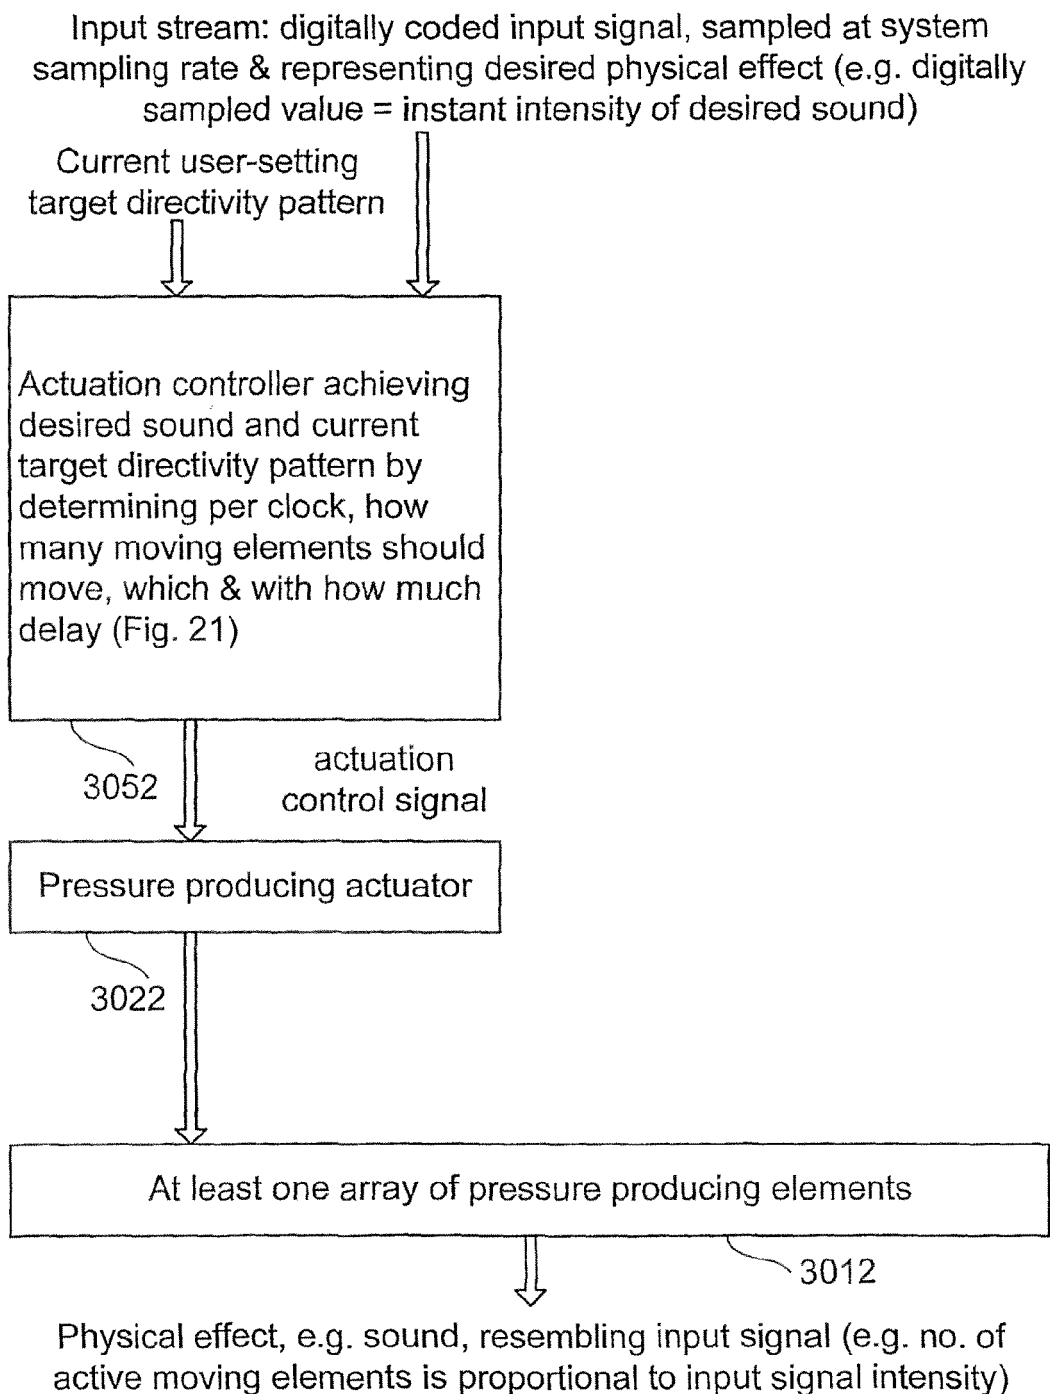 Input stream: digitally coded input signal, sampled at system
sampling rate & representing desired physical effect (e.g. digitally
sampled value = instant intensity of desired sound)
Current user-setting
target directivity pattern
Actuation controller achieving
desired sound and current
target directivity pattern by
determining per clock, how
many moving elements should
move, which & with how much
delay (Fig. 21)
3052
actuation
control signal
Pressure producing actuator
3022
At least one array of pressure producing elements
3012
Physical effect, e.g. sound, resembling input signal (e.g. no. of
active moving elements is proportional to input signal intensity)